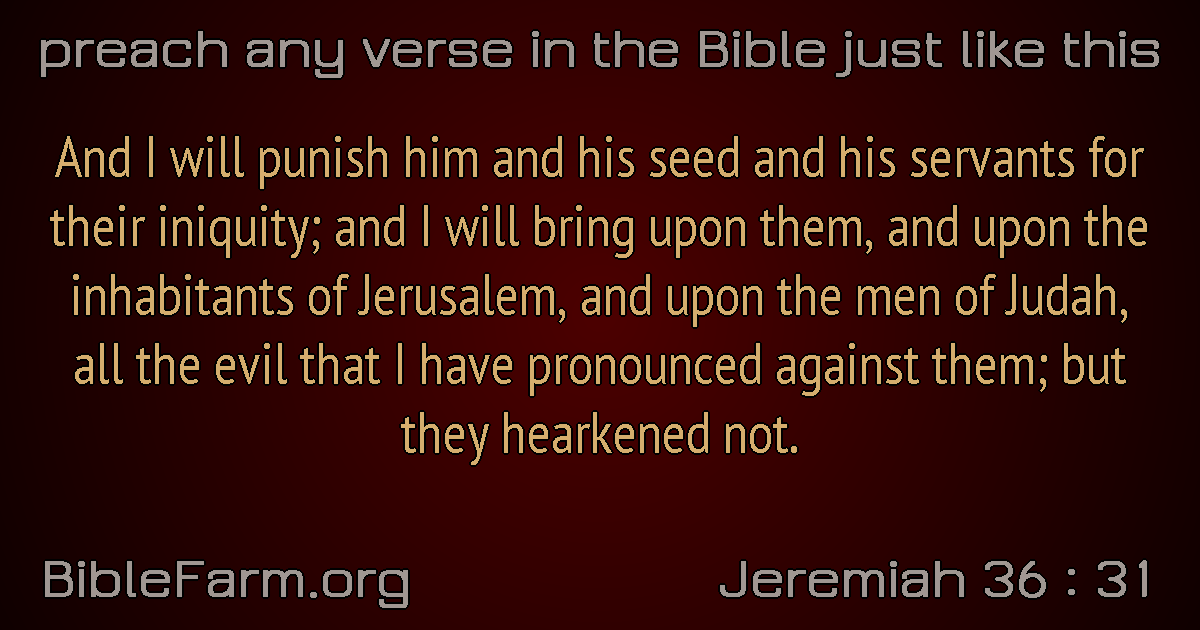 preach any verse in the Bible just like this
And I will punish him and his seed and his servants for
their iniquity; and I will bring upon them, and upon the
inhabitants of Jerusalem, and upon the men of Judah,
all the evil that I have pronounced against them; but
they hearkened not.
BibleFarm.org
Jeremiah 36 : 31